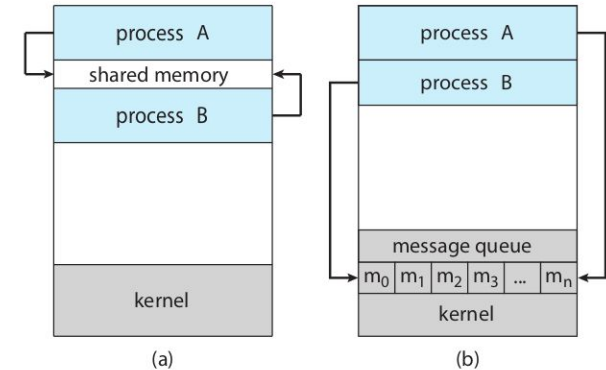 process A
shared memory
process B
kernel
(a)
process A
process B
message queue
m₀ m₁ m₂ m₃ ... mₙ
kernel
(b)